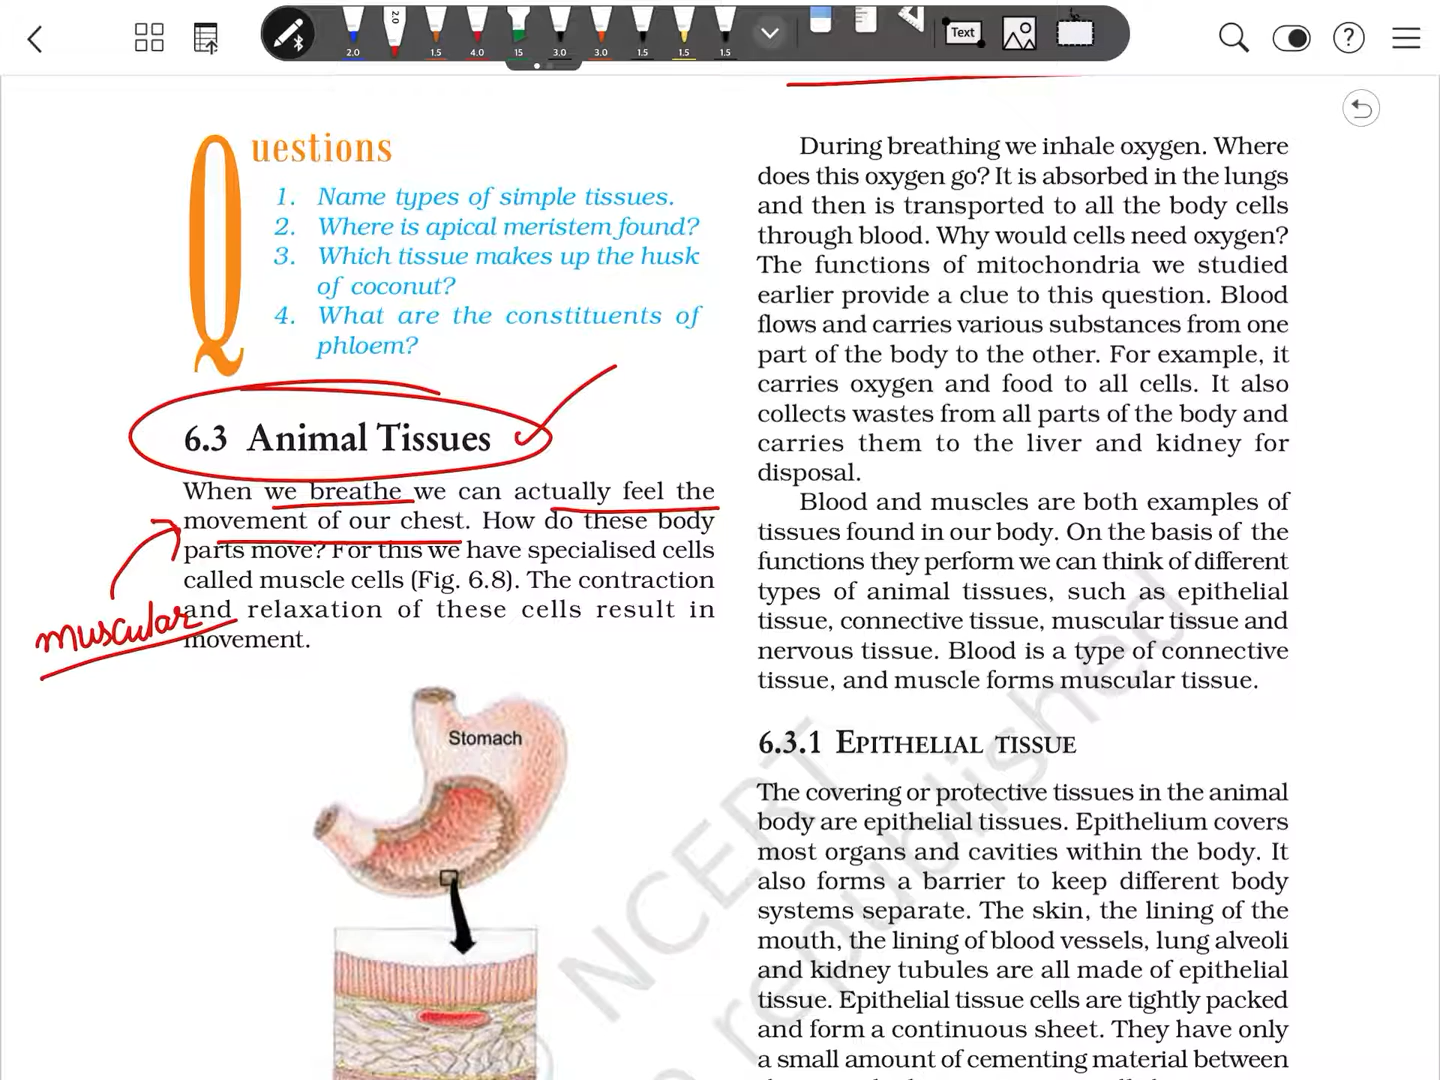 2.0
2.0
1.5
4.0
15
3.0
3.0
1.5
1.5
1.5
Text
?
Questions
1. Name types of simple tissues.
2. Where is apical meristem found?
3. Which tissue makes up the husk
of coconut?
4. What are the constituents of
phloem?
6.3 Animal Tissues
When we breathe we can actually feel the
movement of our chest. How do these body
parts move? For this we have specialised cells
called muscle cells (Fig. 6.8). The contraction
and relaxation of these cells result in
movement.
muscular
Stomach
During breathing we inhale oxygen. Where
does this oxygen go? It is absorbed in the lungs
and then is transported to all the body cells
through blood. Why would cells need oxygen?
The functions of mitochondria we studied
earlier provide a clue to this question. Blood
flows and carries various substances from one
part of the body to the other. For example, it
carries oxygen and food to all cells. It also
collects wastes from all parts of the body and
carries them to the liver and kidney for
disposal.
Blood and muscles are both examples of
tissues found in our body. On the basis of the
functions they perform we can think of different
types of animal tissues, such as epithelial
tissue, connective tissue, muscular tissue and
nervous tissue. Blood is a type of connective
tissue, and muscle forms muscular tissue.
6.3.1 EPITHELIAL TISSUE
The covering or protective tissues in the animal
body are epithelial tissues. Epithelium covers
most organs and cavities within the body. It
also forms a barrier to keep different body
systems separate. The skin, the lining of the
mouth, the lining of blood vessels, lung alveoli
and kidney tubules are all made of epithelial
tissue. Epithelial tissue cells are tightly packed
and form a continuous sheet. They have only
a small amount of cementing material between
NCERT
republished